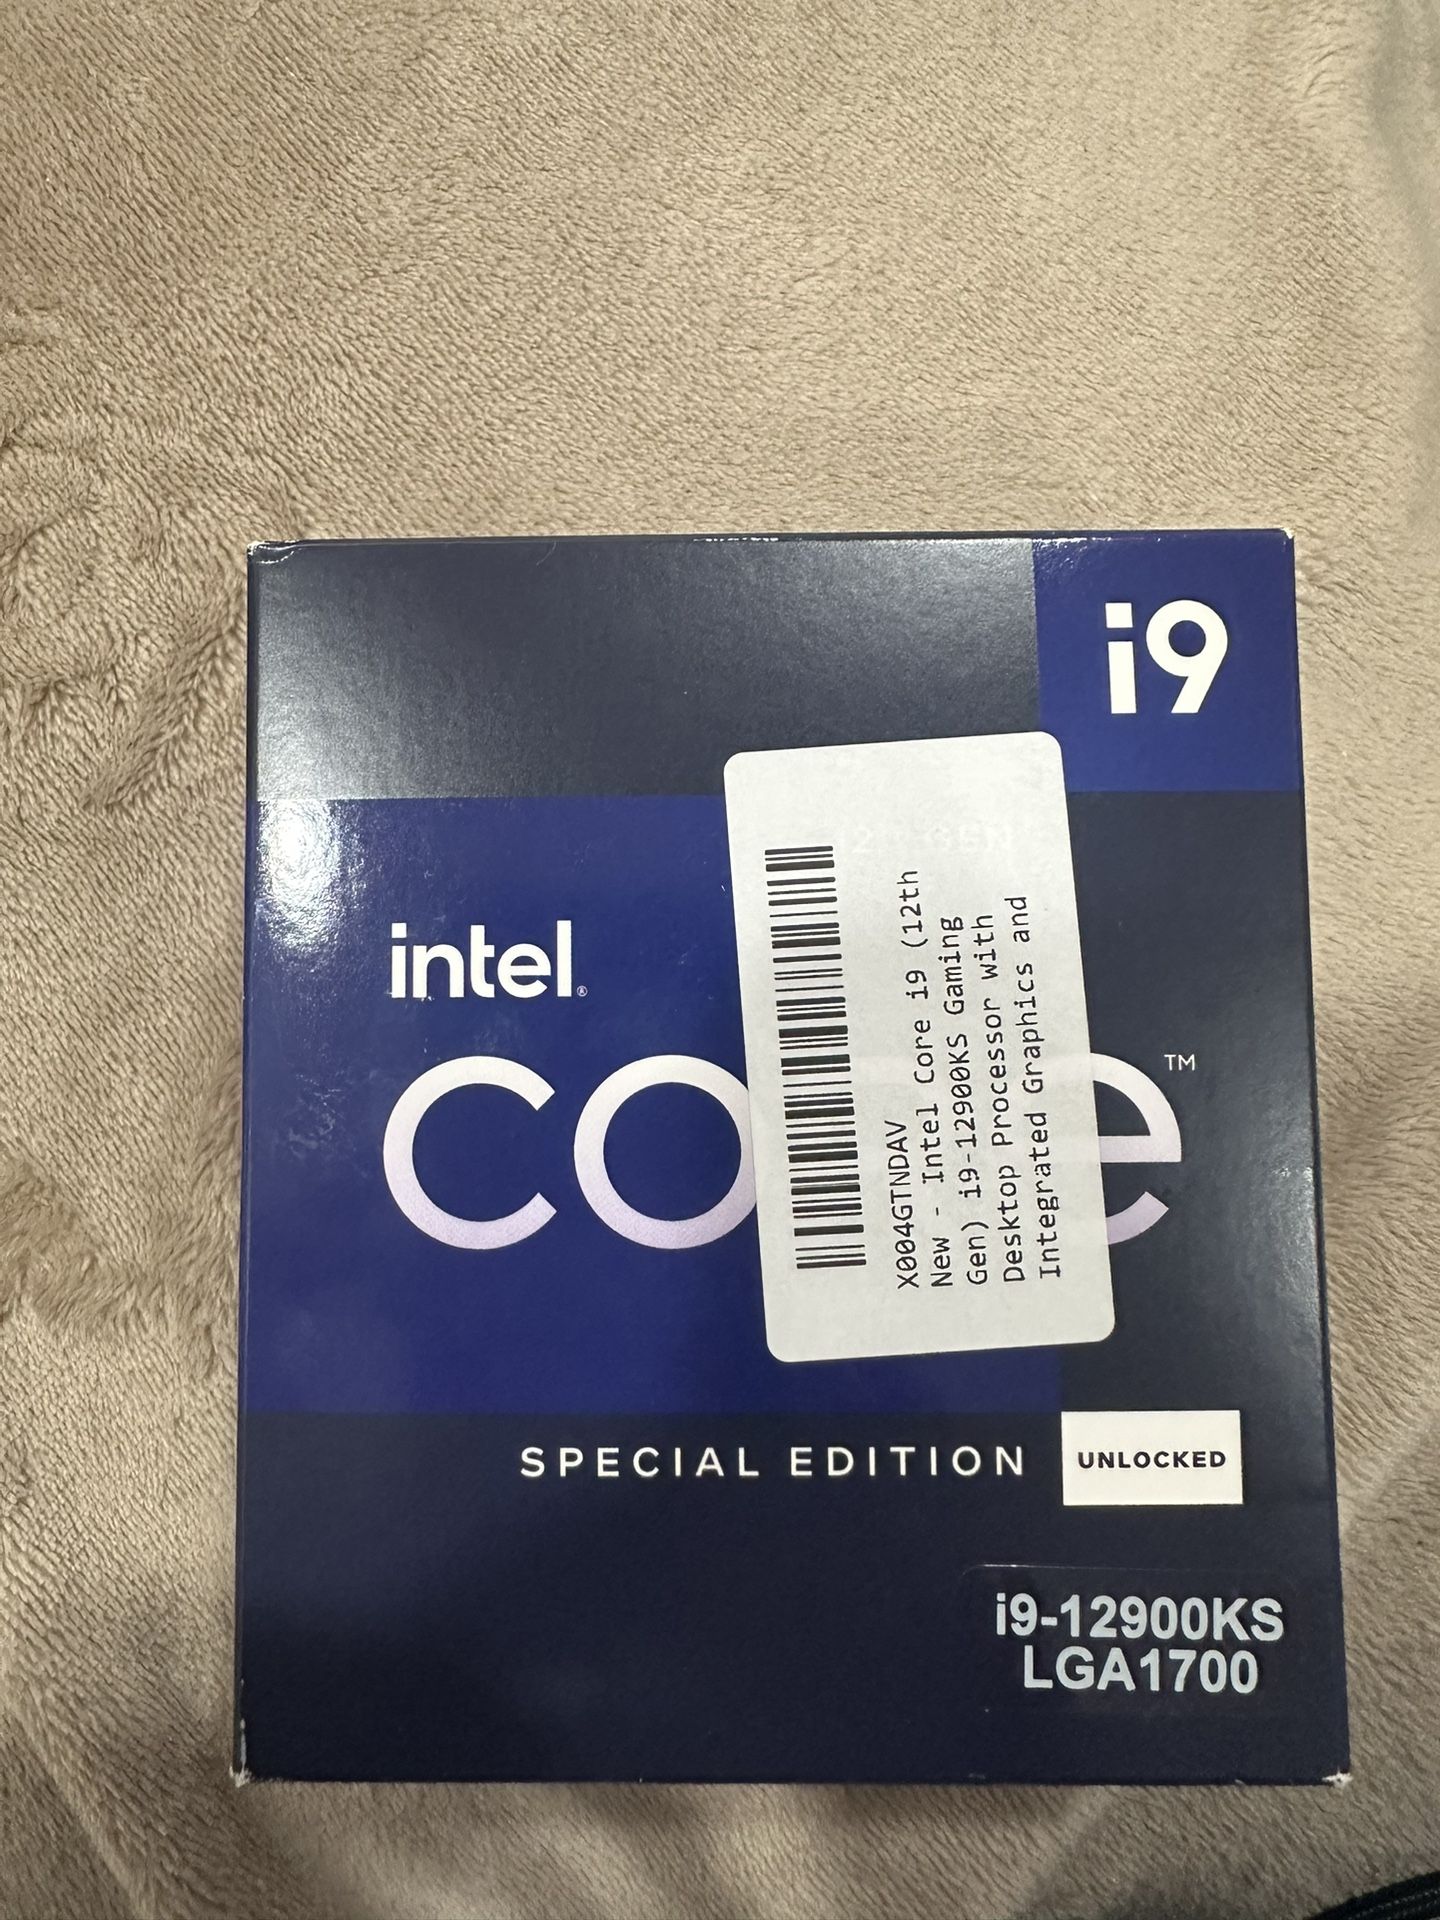 i9
intel®
core™
X004GTNDAV
New - Intel Core i9 (12th
Gen) i9-12900KS Gaming
Desktop Processor with
Integrated Graphics and
SPECIAL EDITION
UNLOCKED
i9-12900KS
LGA1700